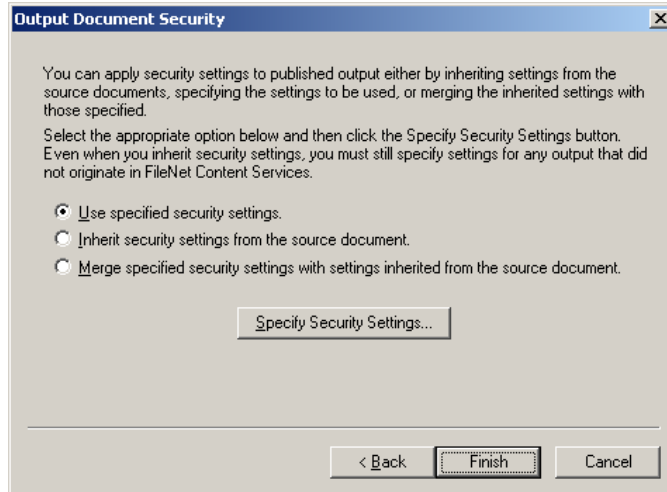 Output Document Security
You can apply security settings to published output either by inheriting settings from the
source documents, specifying the settings to be used, or merging the inherited settings with
those specified.
Select the appropriate option below and then click the Specify Security Settings button.
Even when you inherit security settings, you must still specify settings for any output that did
not originate in FileNet Content Services.
Use specified security settings.
Inherit security settings from the source document.
Merge specified security settings with settings inherited from the source document.
Specify Security Settings...
< Back Finish Cancel